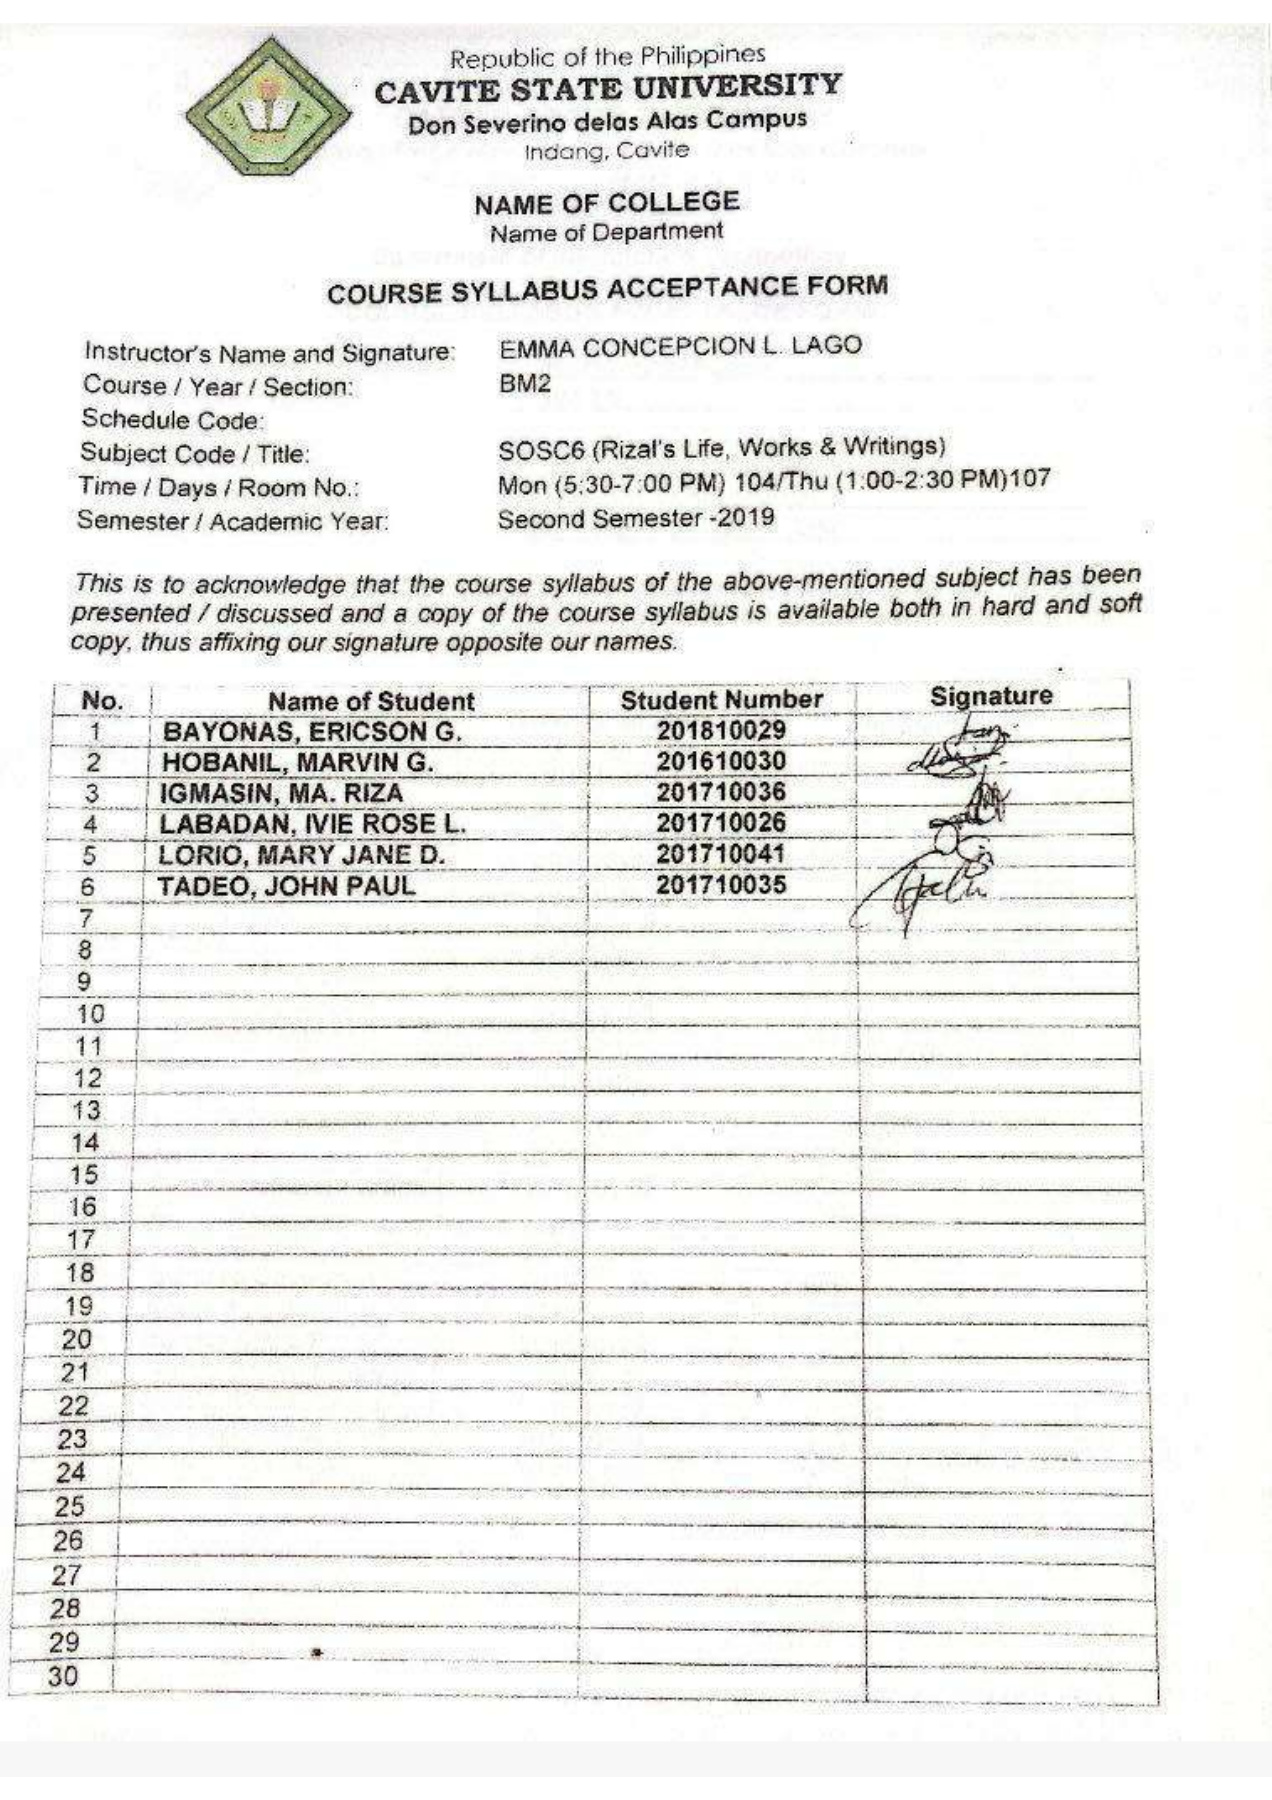 Republic of the Philippines
CAVITE STATE UNIVERSITY
Don Severino delas Alas Campus
Indang, Cavite
NAME OF COLLEGE
Name of Department
COURSE SYLLABUS ACCEPTANCE FORM
Instructor's Name and Signature: EMMA CONCEPCION L. LAGO
Course / Year / Section: BM2
Schedule Code:
Subject Code / Title: SOSC6 (Rizal's Life, Works & Writings)
Time / Days / Room No.: Mon (5:30-7:00 PM) 104/Thu (1:00-2:30 PM)107
Semester / Academic Year: Second Semester -2019
This is to acknowledge that the course syllabus of the above-mentioned subject has been
presented / discussed and a copy of the course syllabus is available both in hard and soft
copy, thus affixing our signature opposite our names.
No. Name of Student Student Number Signature
1 BAYONAS, ERICSON G. 201810029
2 HOBANIL, MARVIN G. 201610030
3 IGMASIN, MA. RIZA 201710036
4 LABADAN, IVIE ROSE L. 201710026
5 LORIO, MARY JANE D. 201710041
6 TADEO, JOHN PAUL 201710035
7
8
9
10
11
12
13
14
15
16
17
18
19
20
21
22
23
24
25
26
27
28
29
30